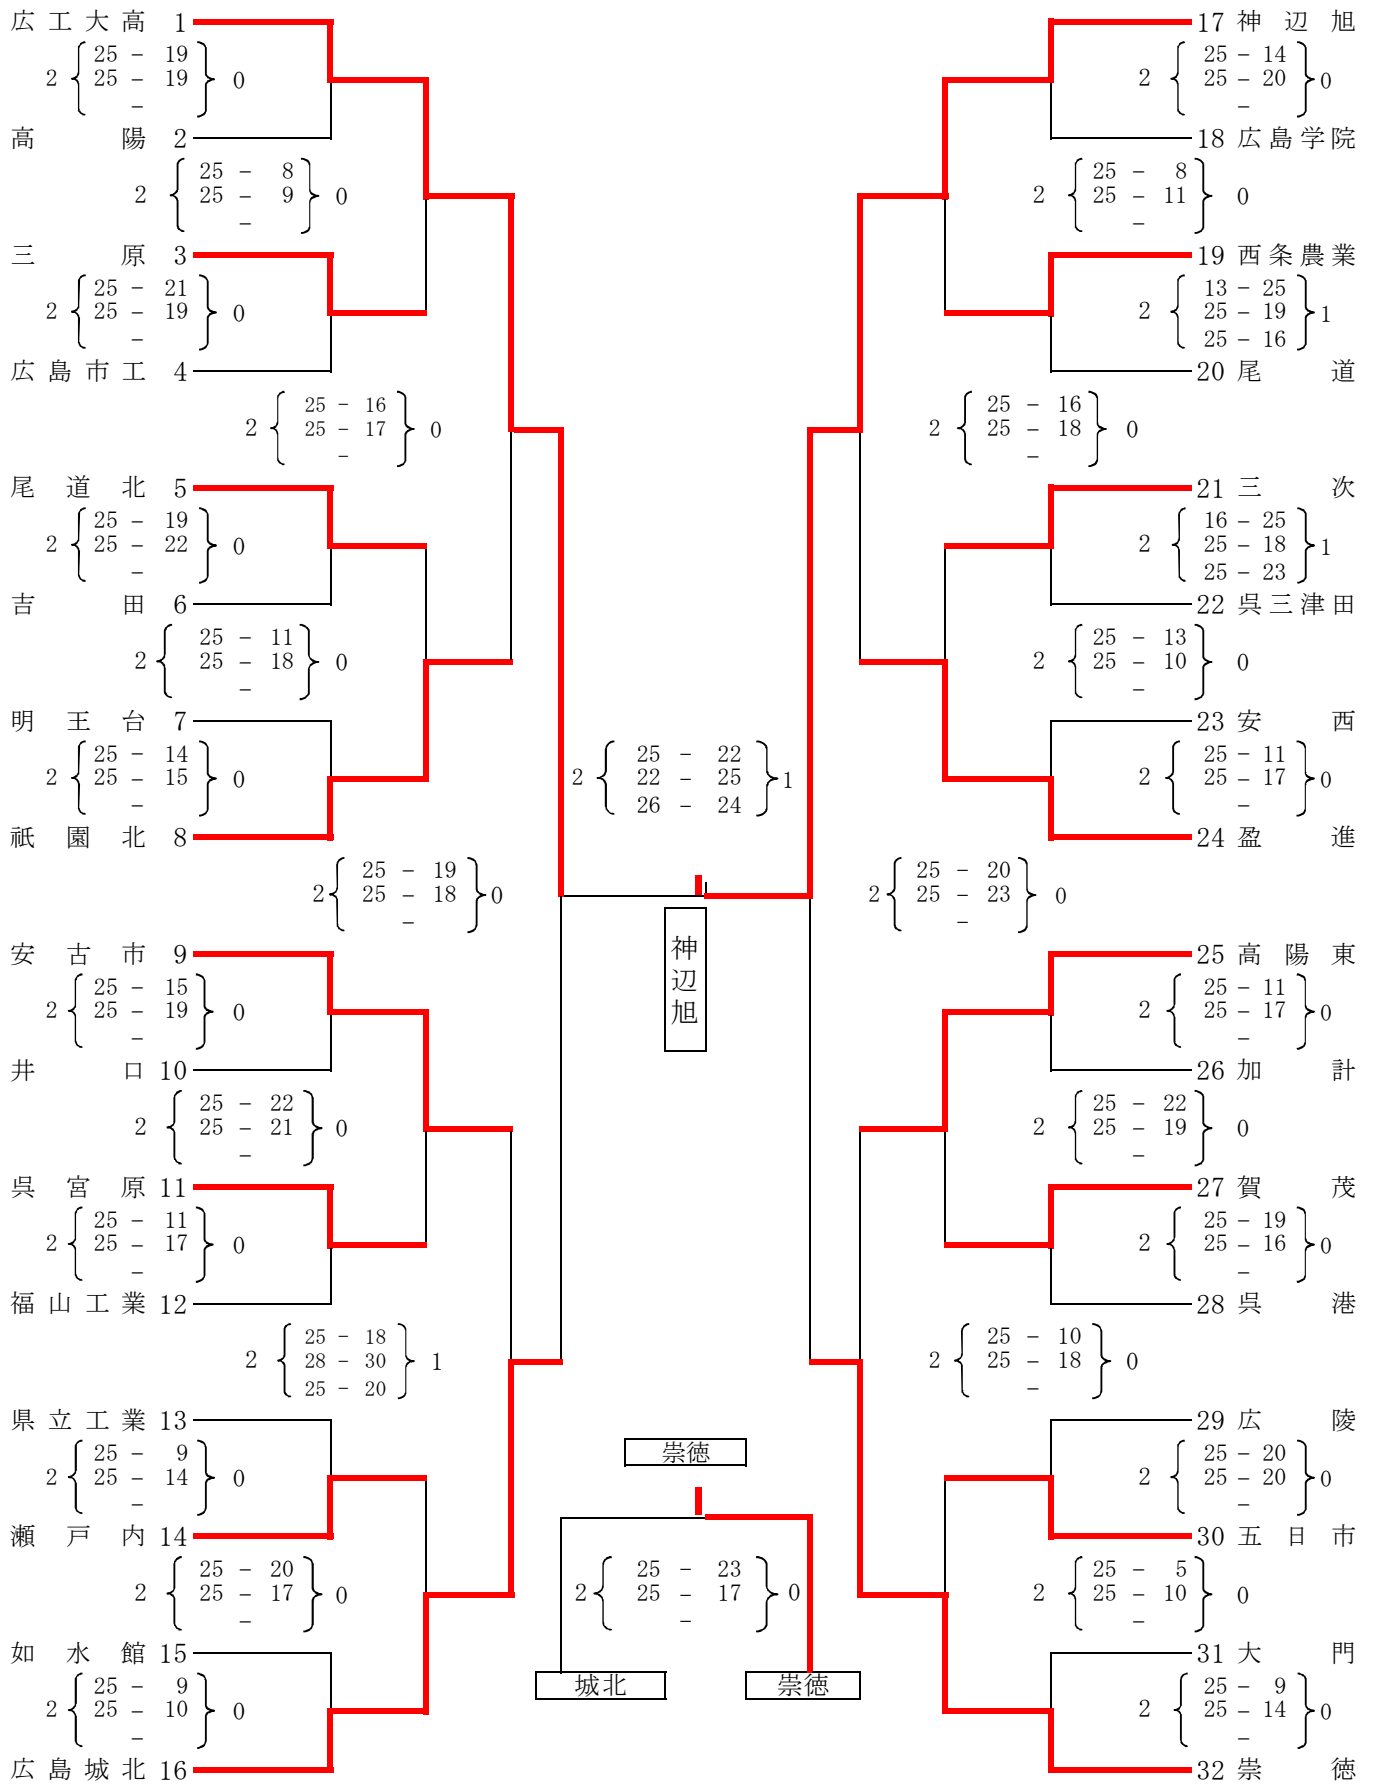 広工大高 1
25 - 19
2 25 - 19 0
-
高陽 2
25 - 8
2 25 - 9 0
-
三原 3
25 - 21
2 25 - 19 0
-
広島市工 4
25 - 16
2 25 - 17 0
-
尾道北 5
25 - 19
2 25 - 22 0
-
吉田 6
25 - 11
2 25 - 18 0
-
明王台 7
25 - 14
2 25 - 15 0
-
祇園北 8
25 - 19
2 25 - 18 0
-
安古市 9
25 - 15
2 25 - 19 0
-
井口 10
25 - 22
2 25 - 21 0
-
呉宮原 11
25 - 11
2 25 - 17 0
-
福山工業 12
25 - 18
2 28 - 30 1
25 - 20
県立工業 13
25 - 9
2 25 - 14 0
-
瀬戸内 14
25 - 20
2 25 - 17 0
-
如水館 15
25 - 9
2 25 - 10 0
-
広島城北 16
25 - 22
2 22 - 25 1
26 - 24
神辺旭
崇徳
25 - 23
2 25 - 17 0
-
城北 崇徳
17 神辺旭
25 - 14
2 25 - 20 0
-
18 広島学院
25 - 8
2 25 - 11 0
-
19 西条農業
13 - 25
2 25 - 19 1
25 - 16
20 尾道
25 - 16
2 25 - 18 0
-
21 三次
16 - 25
2 25 - 18 1
25 - 23
22 呉三津田
25 - 13
2 25 - 10 0
-
23 安西
25 - 11
2 25 - 17 0
-
24 盈進
25 - 20
2 25 - 23 0
-
25 高陽東
25 - 11
2 25 - 17 0
-
26 加計
25 - 22
2 25 - 19 0
-
27 賀茂
25 - 19
2 25 - 16 0
-
28 呉港
25 - 10
2 25 - 18 0
-
29 広陵
25 - 20
2 25 - 20 0
-
30 五日市
25 - 5
2 25 - 10 0
-
31 大門
25 - 9
2 25 - 14 0
-
32 崇徳